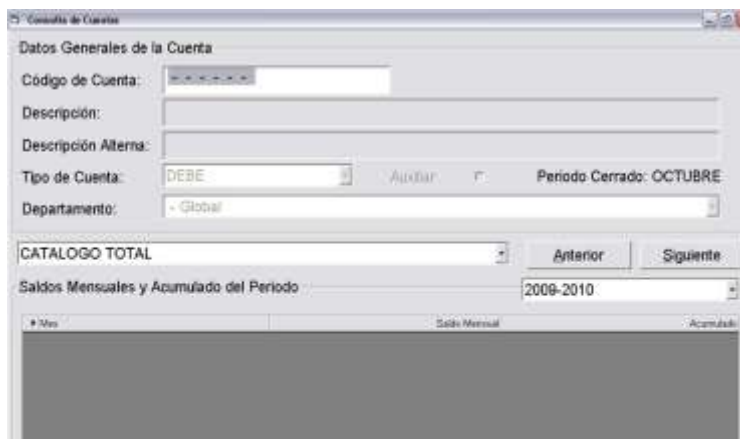 Consulta de Cuentas
Datos Generales de la Cuenta
Código de Cuenta: - - - - - -
Descripción:
Descripción Alterna:
Tipo de Cuenta: DEBE Auxiliar Periodo Cerrado: OCTUBRE
Departamento: - Global
CATALOGO TOTAL Anterior Siguiente
Saldos Mensuales y Acumulado del Periodo 2009-2010
# Mes Saldo Mensual Acumulado